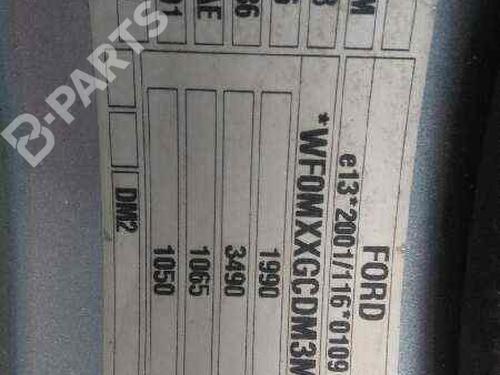 FORD
e13*2001/116*0109
*WF0MXXGCDM3M
1990
3490
1065
1050
DM2
B-PARTS